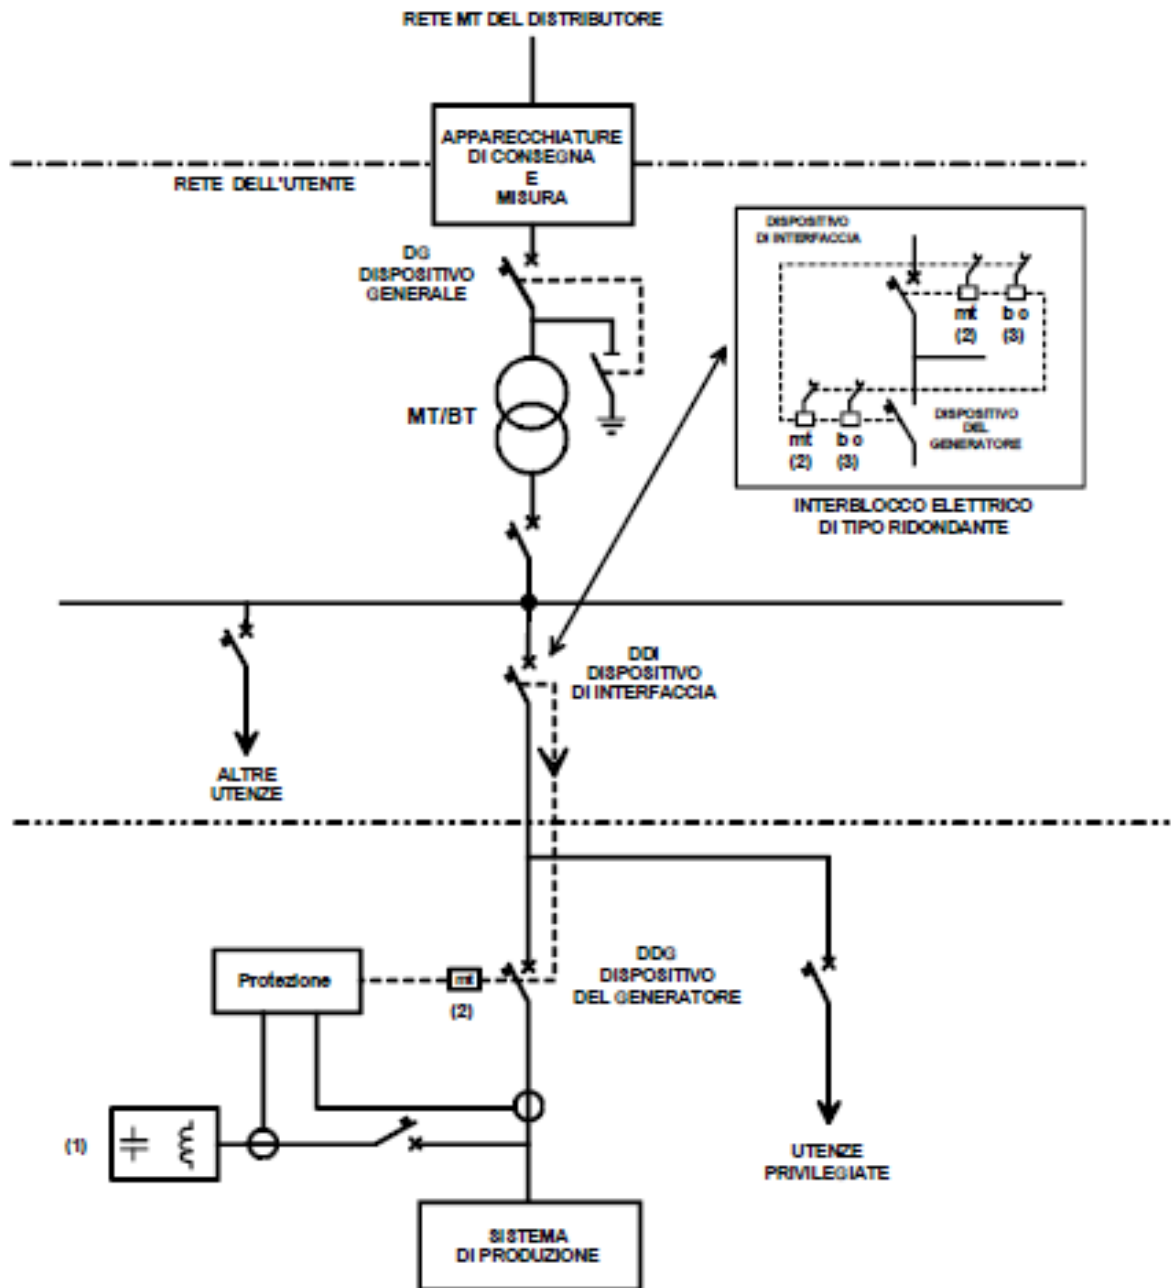 RETE MT DEL DISTRIBUTORE
APPARECCHIATURE
DI CONSEGNA
E
MISURA
RETE DELL'UTENTE
DG
DISPOSITIVO
GENERALE
MT/BT
DISPOSITIVO
DI INTERFACCIA
mt
(2)
b o
(3)
mt
(2)
b o
(3)
DISPOSITIVO
DEL
GENERATORE
INTERBLOCCO ELETTRICO
DI TIPO RIDONDANTE
DDI
DISPOSITIVO
DI INTERFACCIA
ALTRE
UTENZE
Protezione
mt
(2)
DDG
DISPOSITIVO
DEL GENERATORE
(1)
UTENZE
PRIVILEGIATE
SISTEMA
DI PRODUZIONE